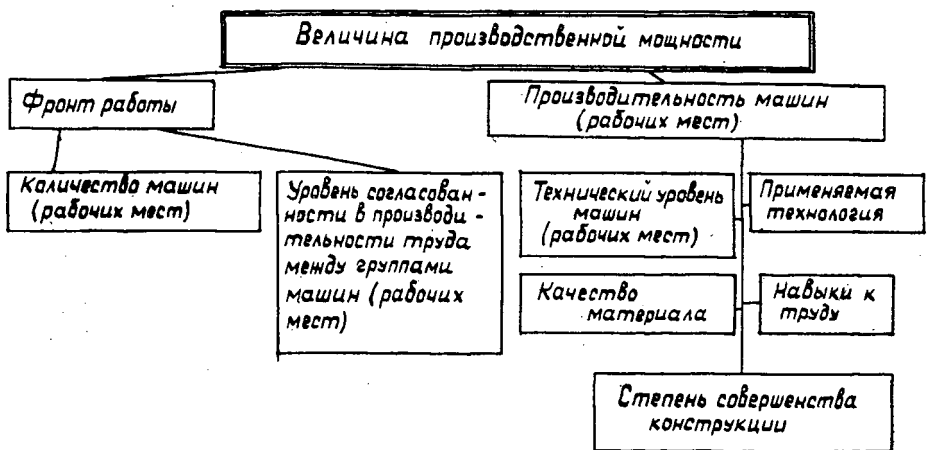 Величина производственной мощности
Фронт работы
Производительность машин
(рабочих мест)
Количество машин
(рабочих мест)
Уровень согласован-
ности в производи-
тельности труда
между группами
машин (рабочих
мест)
Технический уровень
машин
(рабочих мест)
Применяемая
технология
Качество
материала
Навыки к
труду
Степень совершенства
конструкции